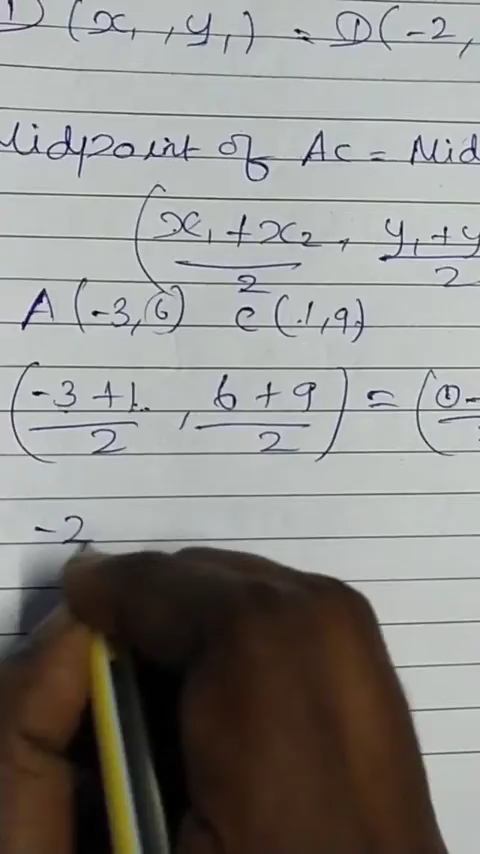 D(x₁, y₁) = D(-2,
Midpoint of AC = Mid
(x₁ + x₂ / 2, y₁ + y / 2
A(-3, 6) C(1, 9)
(-3 + 1 / 2, 6 + 9 / 2) = (
-2